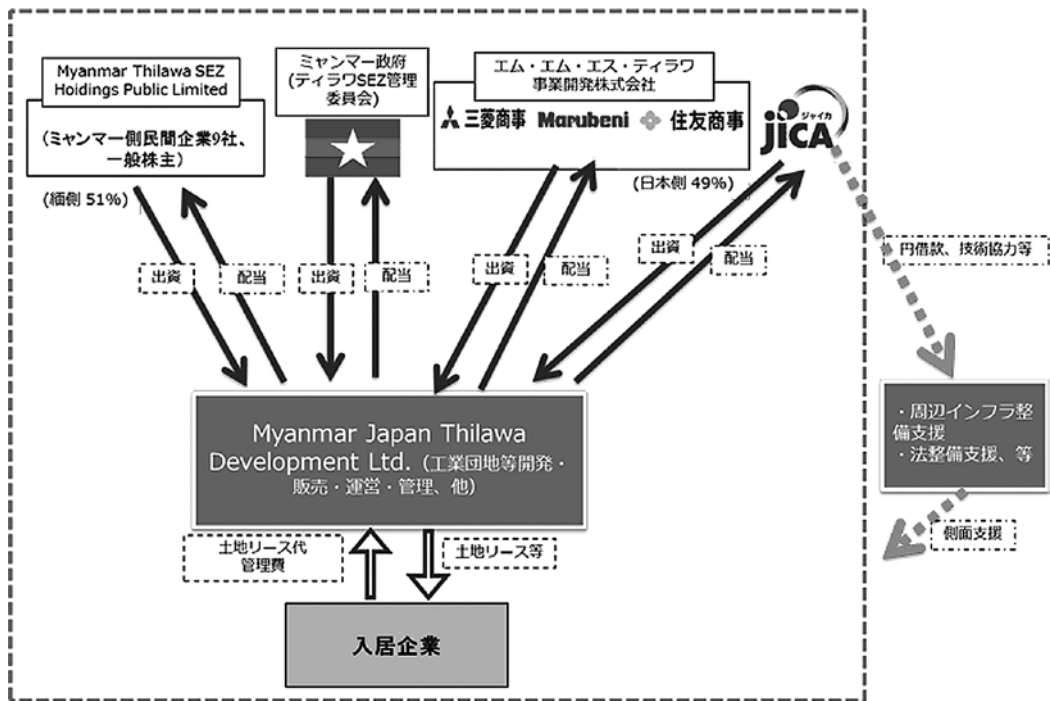 Myanmar Thilawa SEZ
Holdings Public Limited
(ミャンマー側民間企業9社、
一般株主)
(緬側 51%)
ミャンマー政府
(ティラワSEZ管理
委員会)
エム・エム・エス・ティラワ
事業開発株式会社
三菱商事 Marubeni 住友商事
(日本側 49%)
ジャイカ
JICA
出資
配当
出資
配当
出資
配当
出資
配当
円借款、技術協力等
Myanmar Japan Thilawa
Development Ltd. (工業団地等開発・
販売・運営・管理、他)
・周辺インフラ整
備支援
・法整備支援、等
側面支援
土地リース代
管理費
土地リース等
入居企業